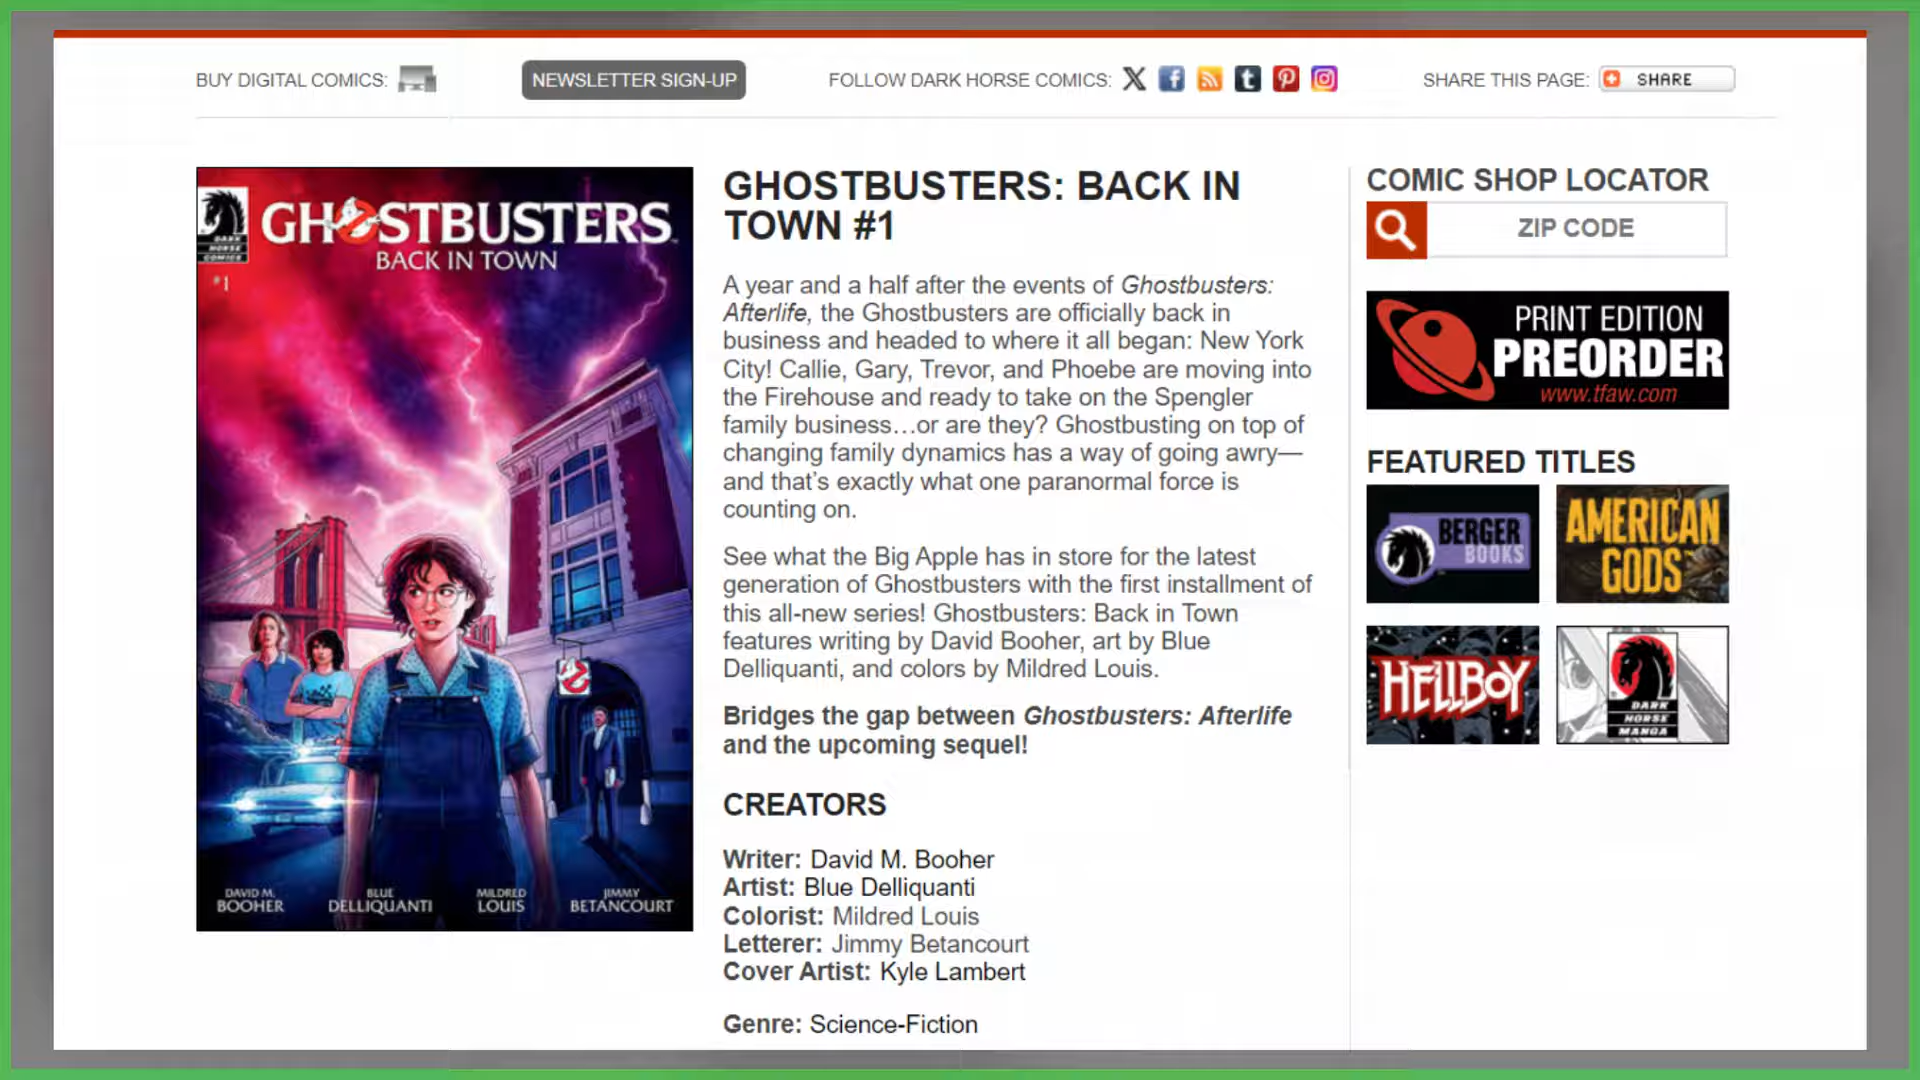 BUY DIGITAL COMICS:
NEWSLETTER SIGN-UP
FOLLOW DARK HORSE COMICS:
SHARE THIS PAGE:
SHARE
DARK
HORSE
COMICS
GHOSTBUSTERS
BACK IN TOWN
#1
DAVID M.
BOOHER
BLUE
DELLIQUANTI
MILDRED
LOUIS
JIMMY
BETANCOURT
GHOSTBUSTERS: BACK IN
TOWN #1
A year and a half after the events of Ghostbusters:
Afterlife, the Ghostbusters are officially back in
business and headed to where it all began: New York
City! Callie, Gary, Trevor, and Phoebe are moving into
the Firehouse and ready to take on the Spengler
family business…or are they? Ghostbusting on top of
changing family dynamics has a way of going awry—
and that’s exactly what one paranormal force is
counting on.
See what the Big Apple has in store for the latest
generation of Ghostbusters with the first installment of
this all-new series! Ghostbusters: Back in Town
features writing by David Booher, art by Blue
Delliquanti, and colors by Mildred Louis.
Bridges the gap between Ghostbusters: Afterlife
and the upcoming sequel!
CREATORS
Writer: David M. Booher
Artist: Blue Delliquanti
Colorist: Mildred Louis
Letterer: Jimmy Betancourt
Cover Artist: Kyle Lambert
Genre: Science-Fiction
COMIC SHOP LOCATOR
ZIP CODE
PRINT EDITION
PREORDER
www.tfaw.com
FEATURED TITLES
BERGER
BOOKS
AMERICAN
GODS
HELLBOY
DARK
HORSE
MANGA